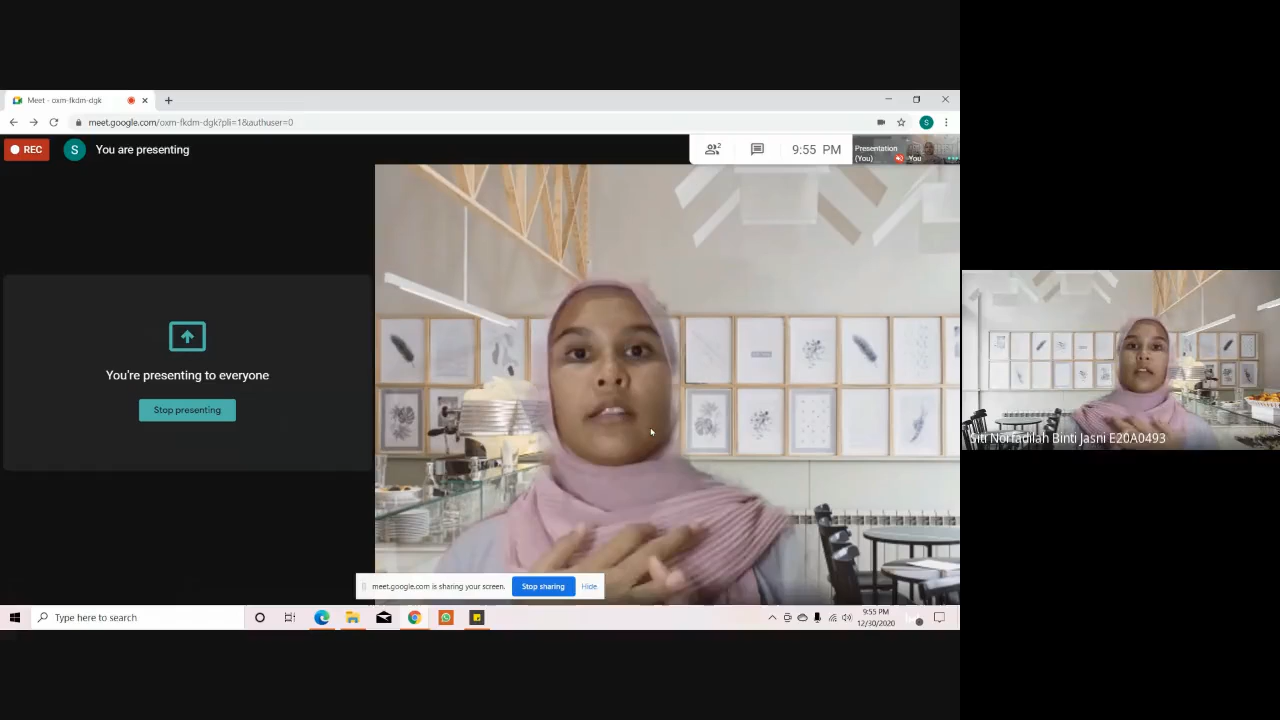 Meet - oxm-fkdm-dgk
meet.google.com/oxm-fkdm-dgk?pli=1&authuser=0
REC
S
You are presenting
2
9:55 PM
Presentation
(You)
You
S
You're presenting to everyone
Stop presenting
Siti Norfadilah Binti Jasni E20A0493
meet.google.com is sharing your screen.
Stop sharing
Hide
Type here to search
9:55 PM
12/30/2020